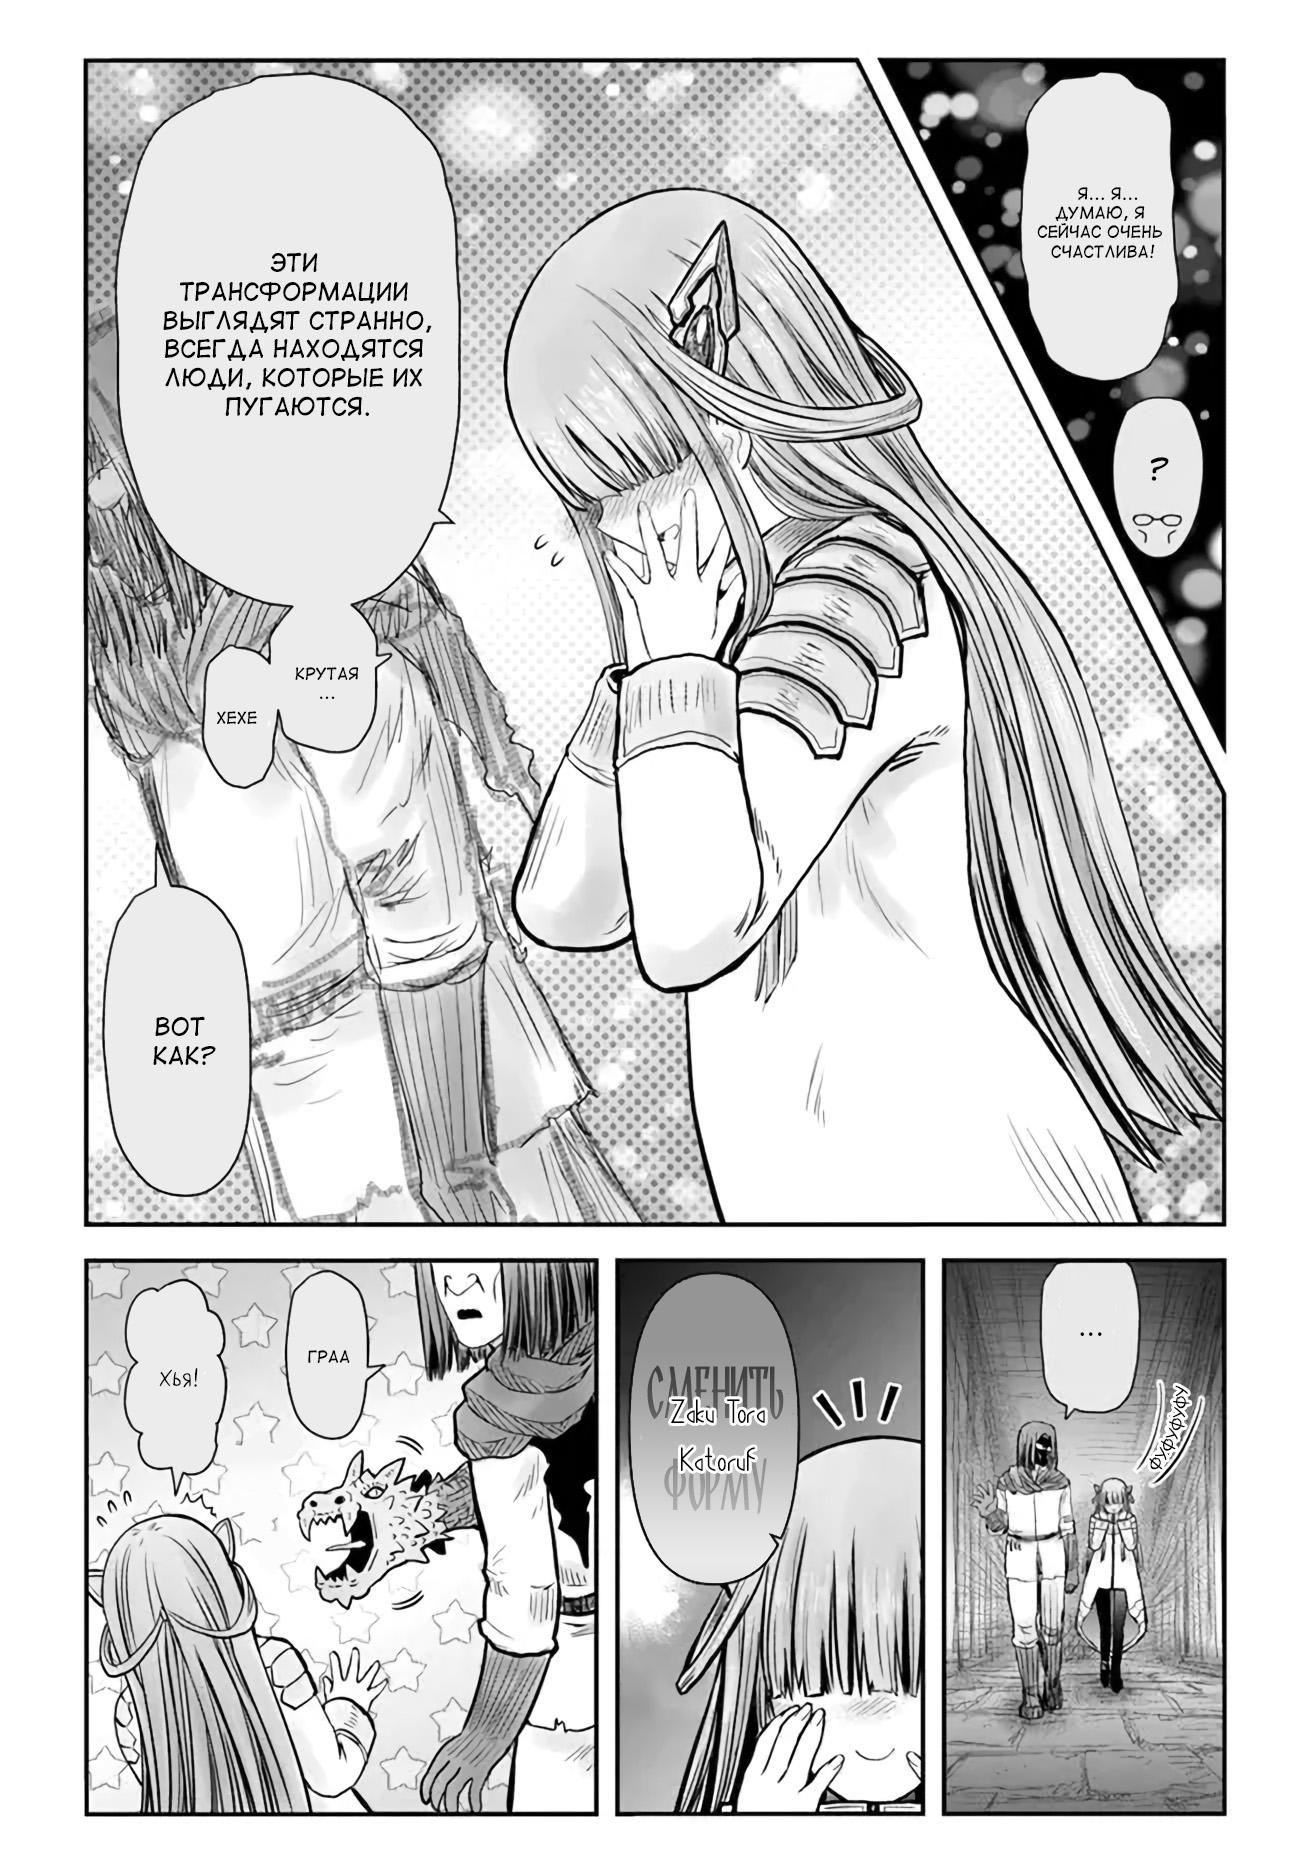 Я... Я...
ДУМАЮ, Я
СЕЙЧАС ОЧЕНЬ
СЧАСТЛИВА!
?
ЭТИ
ТРАНСФОРМАЦИИ
ВЫГЛЯДЯТ СТРАННО,
ВСЕГДА НАХОДЯТСЯ
ЛЮДИ, КОТОРЫЕ ИХ
ПУГАЮТСЯ.
КРУТАЯ
...
ХЕХЕ
ВОТ
КАК?
...
ФУФУФУФУ
СМЕНИТЬ
Zaku Tora
Katoruf
ФОРМУ
ГРАА
ХЬЯ!